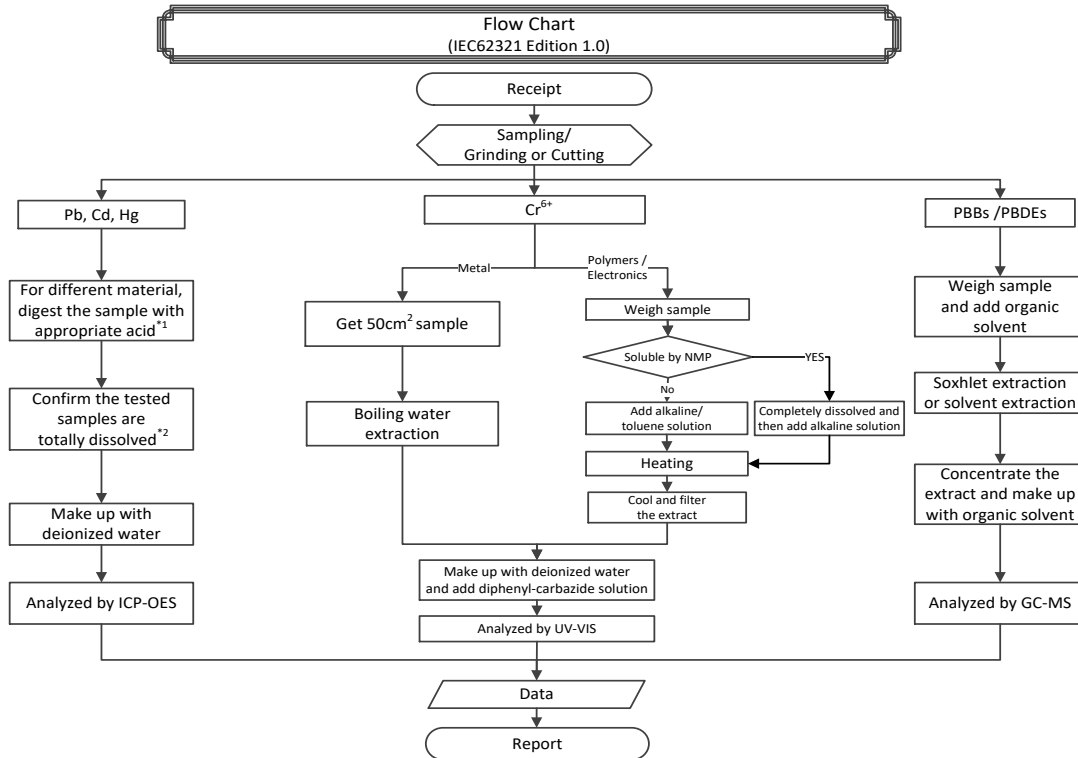 Flow Chart
(IEC62321 Edition 1.0)
Receipt
Sampling/
Grinding or Cutting
Pb, Cd, Hg
For different material,
digest the sample with
appropriate acid*1
Confirm the tested
samples are
totally dissolved*2
Make up with
deionized water
Analyzed by ICP-OES
Cr6+
Metal
Get 50cm2 sample
Boiling water
extraction
Polymers /
Electronics
Weigh sample
Soluble by NMP
YES
No
Add alkaline/
toluene solution
Completely dissolved and
then add alkaline solution
Heating
Cool and filter
the extract
Make up with deionized water
and add diphenyl-carbazide solution
Analyzed by UV-VIS
PBBs /PBDEs
Weigh sample
and add organic
solvent
Soxhlet extraction
or solvent extraction
Concentrate the
extract and make up
with organic solvent
Analyzed by GC-MS
Data
Report